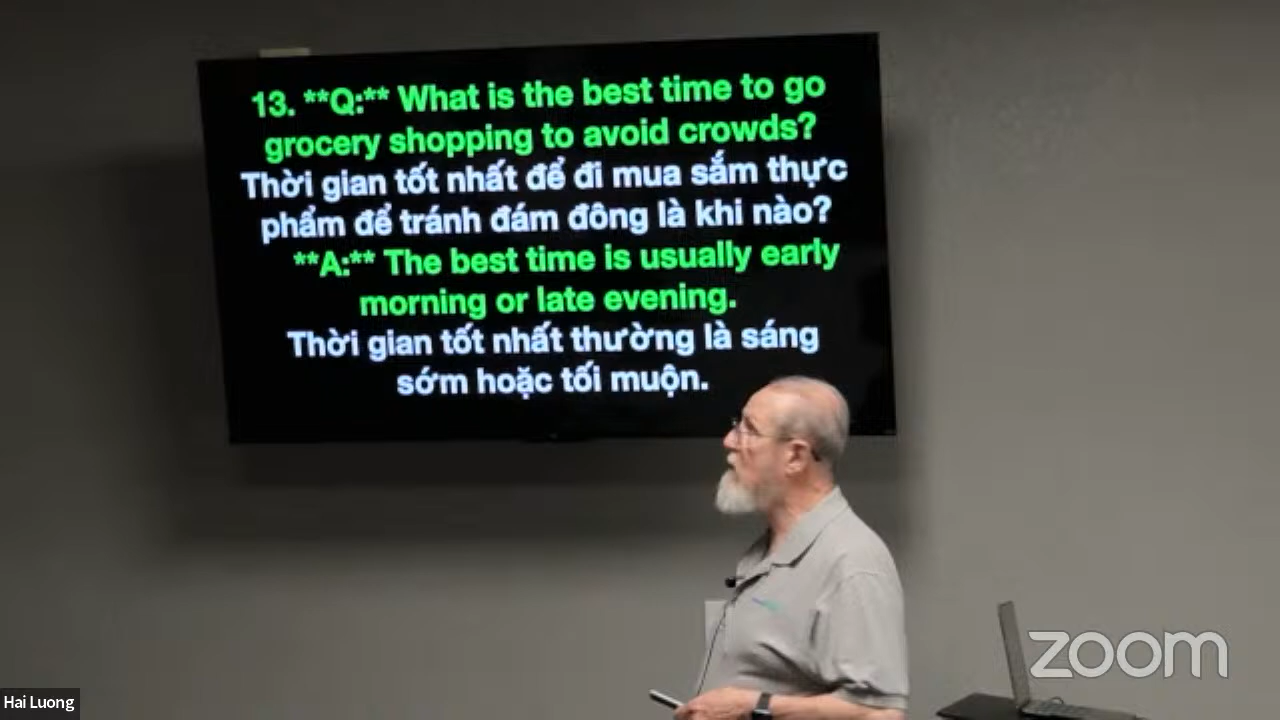 13. **Q:** What is the best time to go
grocery shopping to avoid crowds?
Thời gian tốt nhất để đi mua sắm thực
phẩm để tránh đám đông là khi nào?
**A:** The best time is usually early
morning or late evening.
Thời gian tốt nhất thường là sáng
sớm hoặc tối muộn.
zoom
Hai Luong